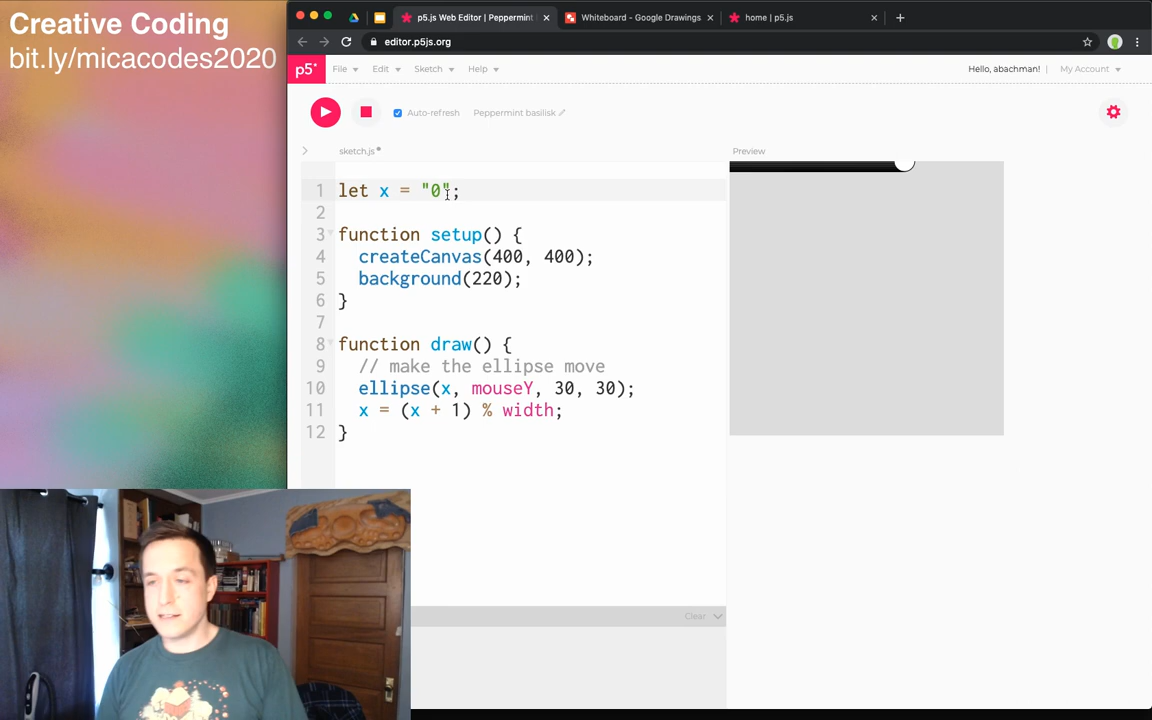 Creative Coding
bit.ly/micacodes2020
p5.js Web Editor | Peppermint
Whiteboard - Google Drawings
home | p5.js
editor.p5js.org
p5*
File
Edit
Sketch
Help
Hello, abachman!
My Account
Auto-refresh
Peppermint basilisk
sketch.js
Preview
1 let x = "0";
2
3 function setup() {
4 createCanvas(400, 400);
5 background(220);
6 }
7
8 function draw() {
9 // make the ellipse move
10 ellipse(x, mouseY, 30, 30);
11 x = (x + 1) % width;
12 }
Clear